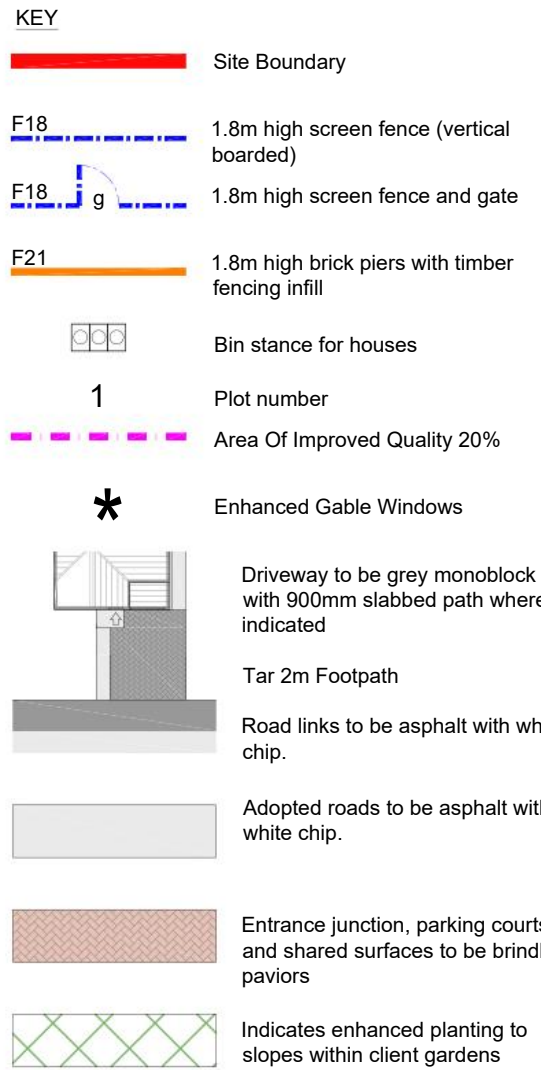 KEY
Site Boundary
F18
1.8m high screen fence (vertical
boarded)
F18
g
1.8m high screen fence and gate
F21
1.8m high brick piers with timber
fencing infill
Bin stance for houses
1
Plot number
Area Of Improved Quality 20%
*
Enhanced Gable Windows
Driveway to be grey monoblock
with 900mm slabbed path where
indicated
Tar 2m Footpath
Road links to be asphalt with wh
chip.
Adopted roads to be asphalt with
white chip.
Entrance junction, parking courts
and shared surfaces to be brindl
paviors
Indicates enhanced planting to
slopes within client gardens